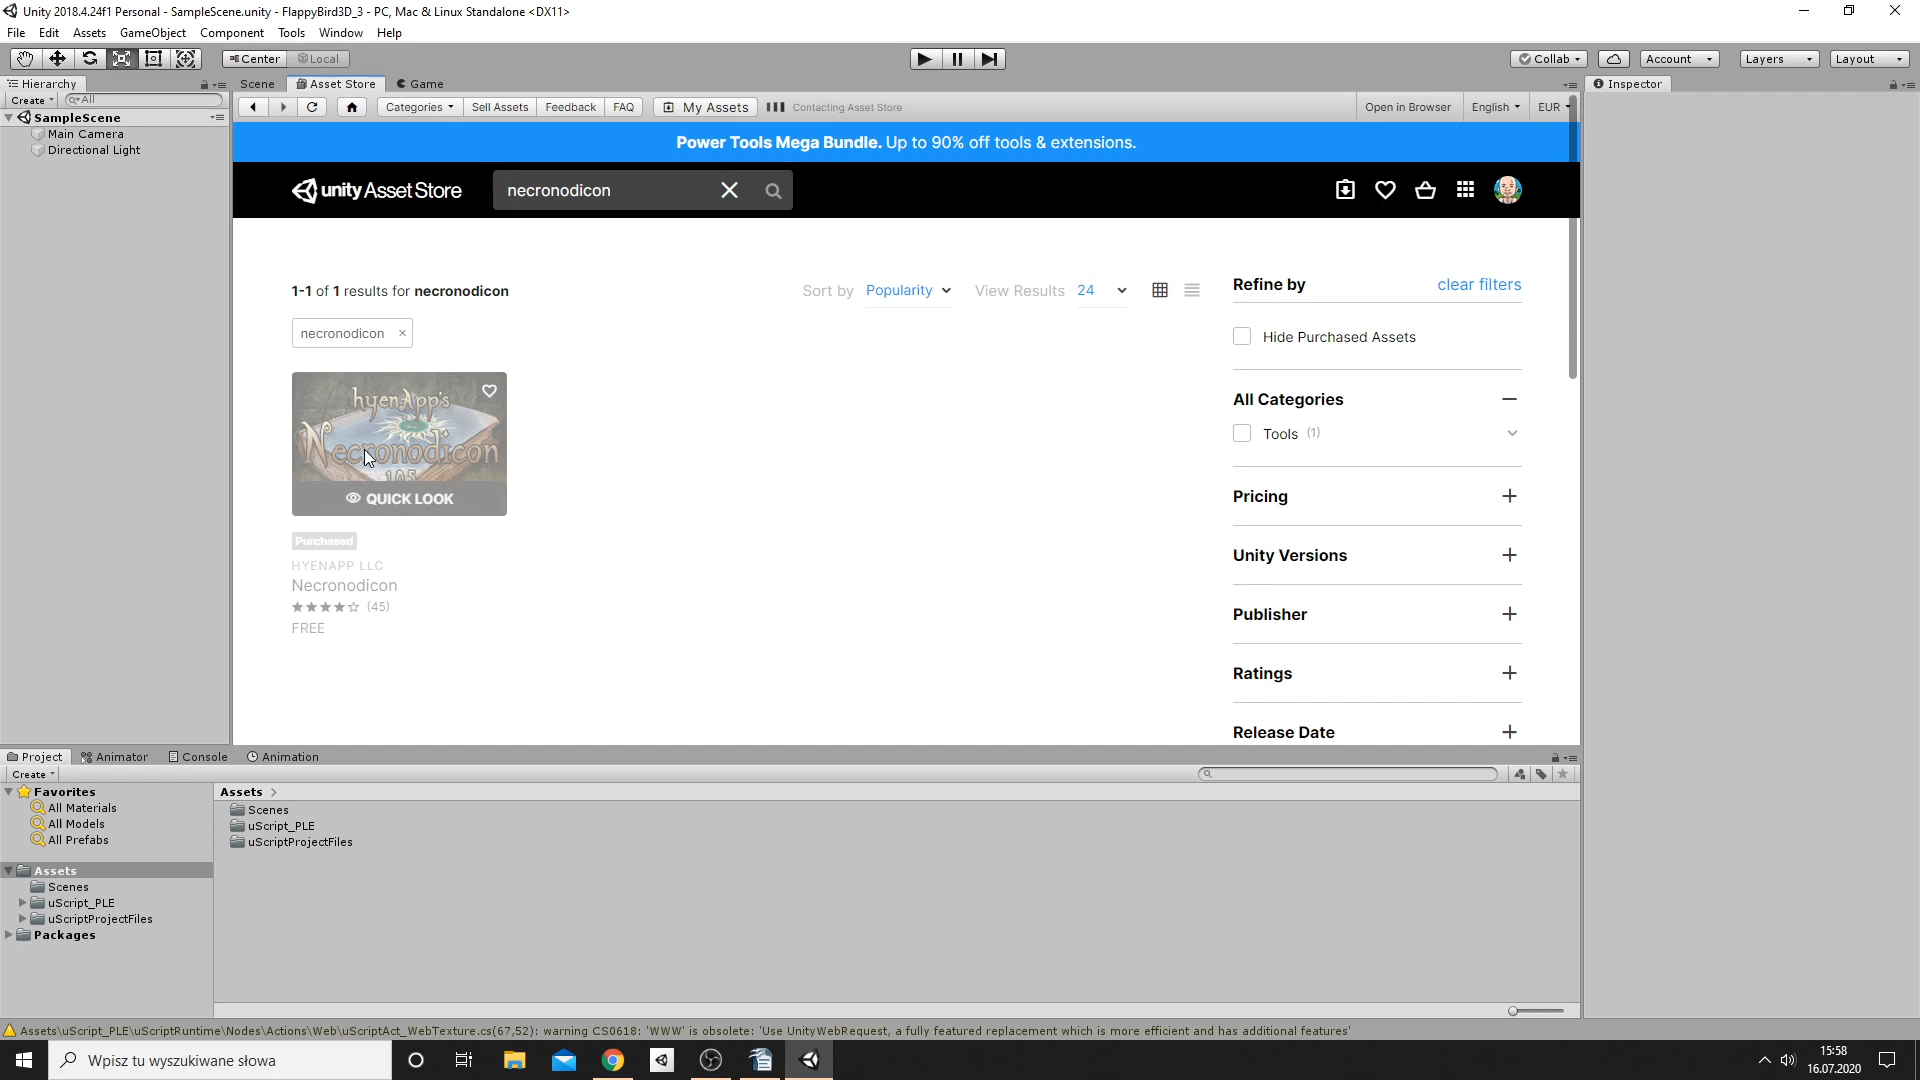 Unity 2018.4.24f1 Personal - SampleScene.unity - FlappyBird3D_3 - PC, Mac & Linux Standalone <DX11>
File Edit Assets GameObject Component Tools Window Help
Center Local Collab Account Layers Layout
Hierarchy Scene Asset Store Game Inspector
Create All Categories Sell Assets Feedback FAQ My Assets Contacting Asset Store Open in Browser English EUR
SampleScene
Main Camera
Directional Light
Power Tools Mega Bundle. Up to 90% off tools & extensions.
unity Asset Store necronodicon
1-1 of 1 results for necronodicon Sort by Popularity View Results 24
necronodicon
hyenApp's
Necronodicon
1.0.5
QUICK LOOK
Purchased
HYENAPP LLC
Necronodicon
(45)
FREE
Refine by clear filters
Hide Purchased Assets
All Categories
Tools (1)
Pricing
Unity Versions
Publisher
Ratings
Release Date
Project Animator Console Animation
Create
Favorites
All Materials
All Models
All Prefabs
Assets
Scenes
uScript_PLE
uScriptProjectFiles
Packages
Assets
Scenes
uScript_PLE
uScriptProjectFiles
Assets\uScript_PLE\uScriptRuntime\Nodes\Actions\Web\uScriptAct_WebTexture.cs(67,52): warning CS0618: 'WWW' is obsolete: 'Use UnityWebRequest, a fully featured replacement which is more efficient and has additional features'
Wpisz tu wyszukiwane słowa
15:58
16.07.2020